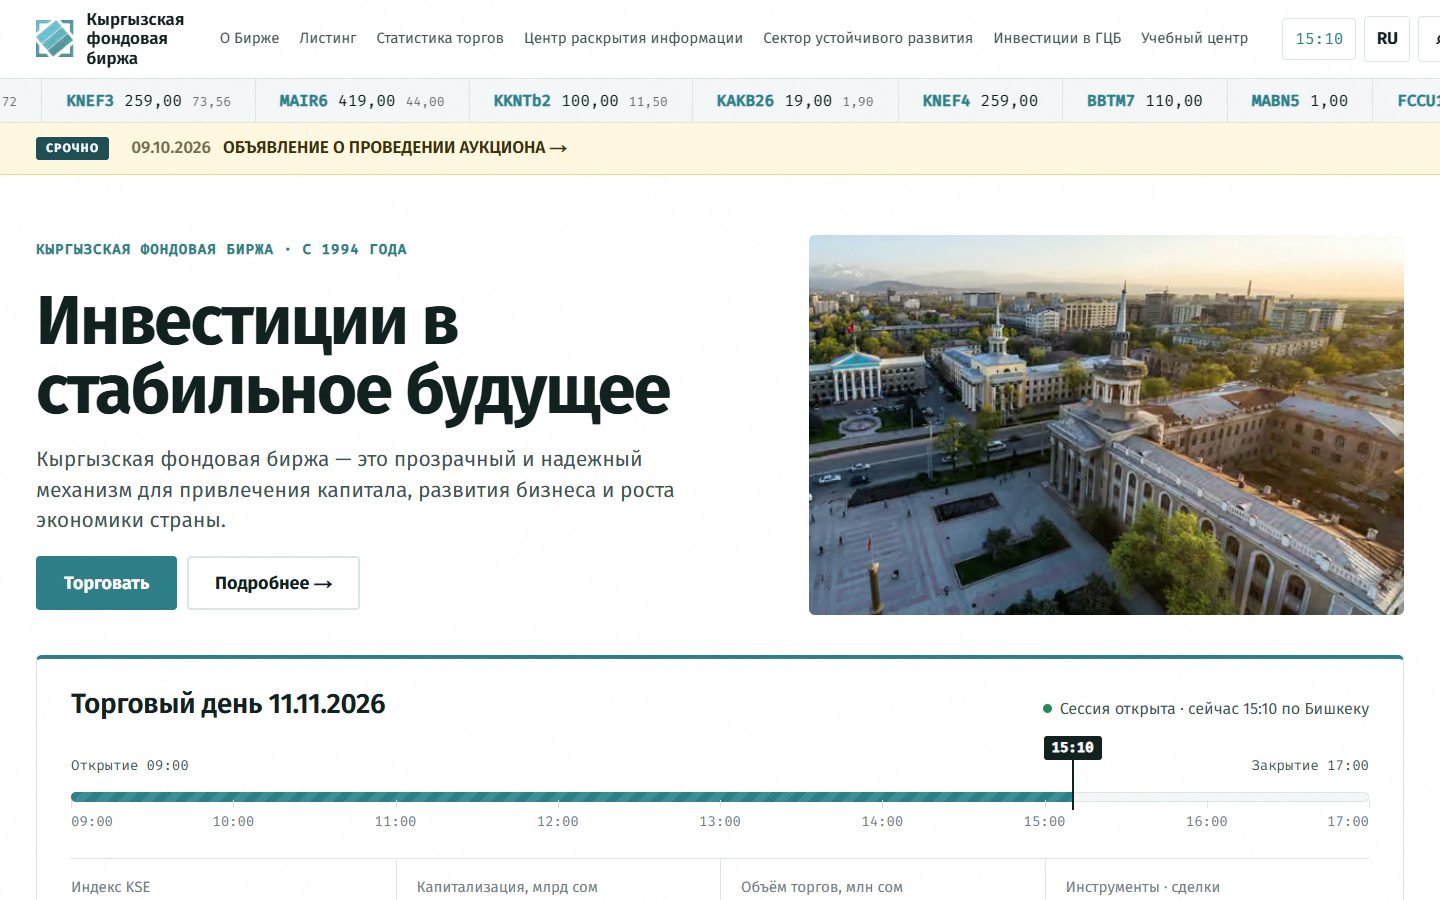 Кыргызская
фондовая
биржа
О Бирже Листинг Статистика торгов Центр раскрытия информации Сектор устойчивого развития Инвестиции в ГЦБ Учебный центр 15:10 RU
72 KNEF3 259,00 73,56 MAIR6 419,00 44,00 KKNTb2 100,00 11,50 KAKB26 19,00 1,90 KNEF4 259,00 BBTM7 110,00 MABN5 1,00 FCCU1
СРОЧНО 09.10.2026 ОБЪЯВЛЕНИЕ О ПРОВЕДЕНИИ АУКЦИОНА →
КЫРГЫЗСКАЯ ФОНДОВАЯ БИРЖА · С 1994 ГОДА
Инвестиции в
стабильное будущее
Кыргызская фондовая биржа — это прозрачный и надежный
механизм для привлечения капитала, развития бизнеса и роста
экономики страны.
Торговать Подробнее →
Торговый день 11.11.2026
Сессия открыта · сейчас 15:10 по Бишкеку
15:10
Открытие 09:00 Закрытие 17:00
09:00 10:00 11:00 12:00 13:00 14:00 15:00 16:00 17:00
Индекс KSE Капитализация, млрд сом Объём торгов, млн сом Инструменты · сделки